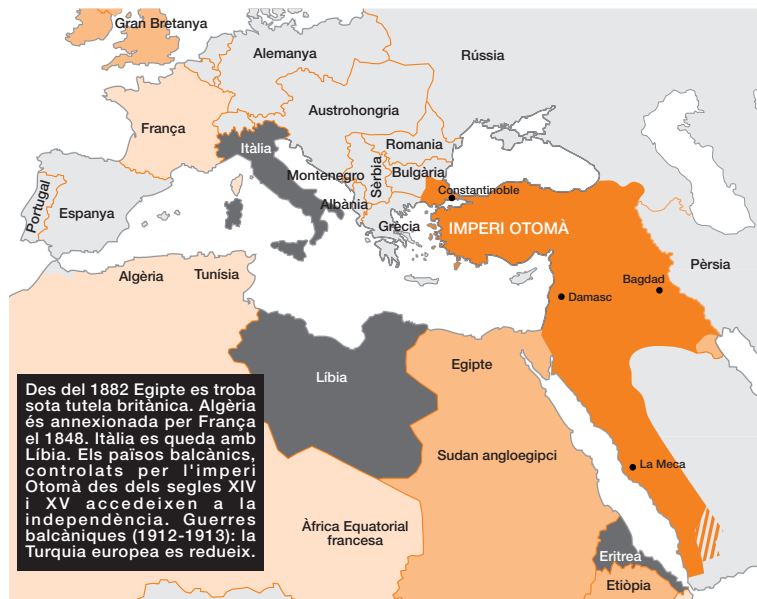 Gran Bretanya
Alemanya
Rússia
Austrohongria
França
Itàlia
Romania
Montenegro
Sèrbia
Bulgària
Constantinoble
Albània
Portugal
Espanya
Grècia
IMPERI OTOMÀ
Algèria
Tunísia
Pèrsia
Bagdad
Damasc
Líbia
Egipte
Des del 1882 Egipte es troba
sota tutela britànica. Algèria
és annexionada per França
el 1848. Itàlia es queda amb
Líbia. Els països balcànics,
controlats per l'imperi
Otomà des dels segles XIV
i XV accedeixen a la
independència. Guerres
balcàniques (1912-1913): la
Turquia europea es redueix.
Sudan angloegipci
La Meca
Àfrica Equatorial
francesa
Eritrea
Etiòpia